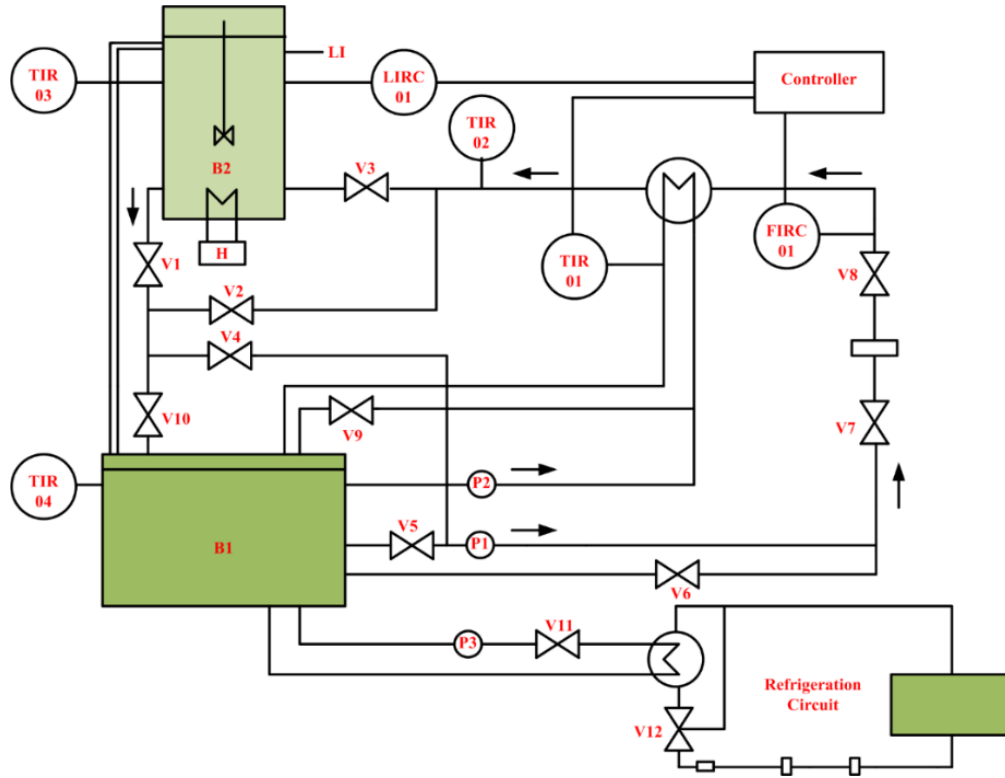 LI
TIR
03
LIRC
01
Controller
TIR
02
B2
V3
H
V1
TIR
01
FIRC
01
V8
V2
V4
V10
V9
V7
TIR
04
P2
V5
P1
B1
V6
P3
V11
Refrigeration
Circuit
V12